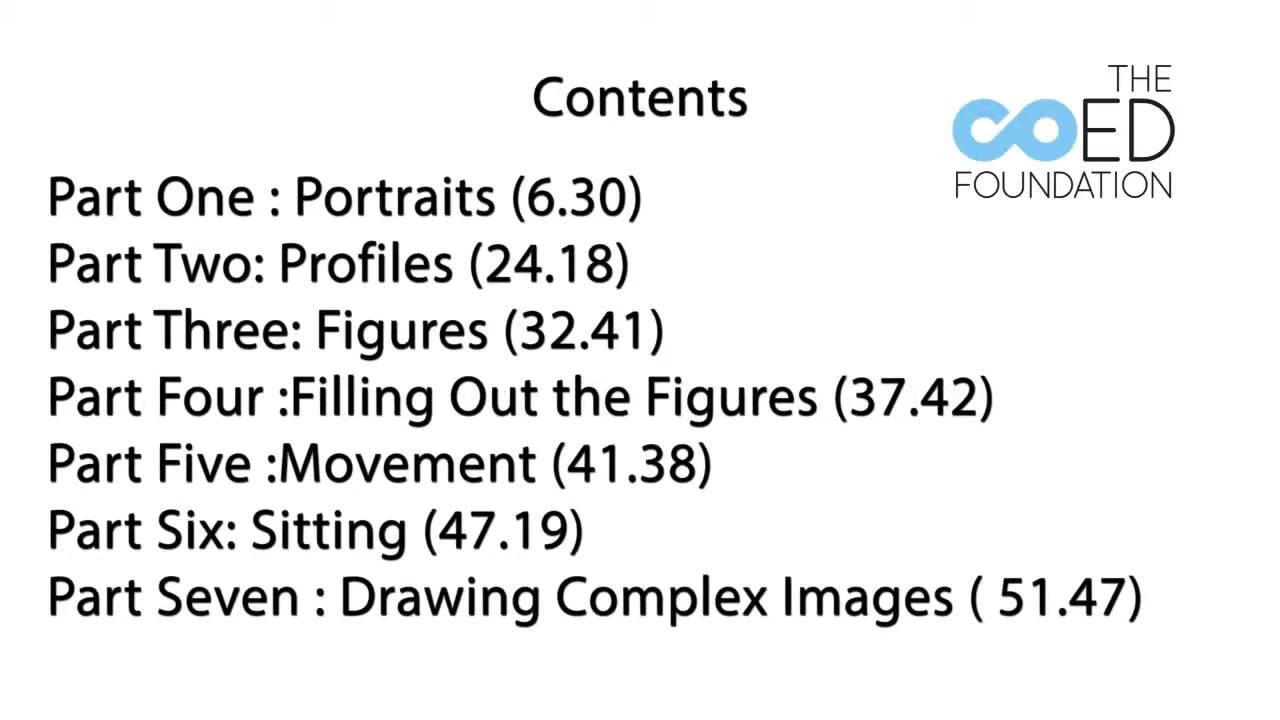 Contents
THE
COED
FOUNDATION
Part One : Portraits (6.30)
Part Two: Profiles (24.18)
Part Three: Figures (32.41)
Part Four :Filling Out the Figures (37.42)
Part Five :Movement (41.38)
Part Six: Sitting (47.19)
Part Seven : Drawing Complex Images ( 51.47)